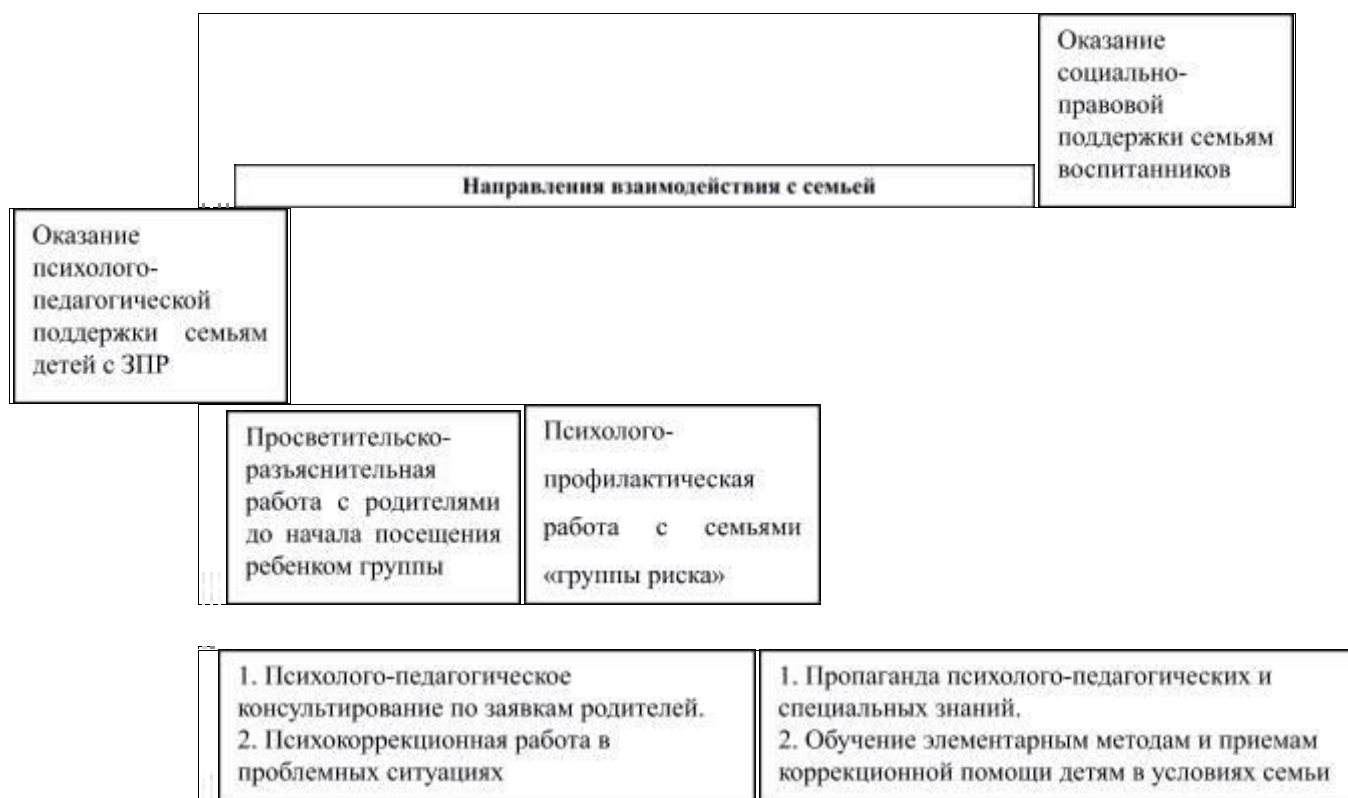 Оказание
социально-
правовой
поддержки семьям
воспитанников
Направления взаимодействия с семьей
Оказание
психолого-
педагогической
поддержки семьям
детей с ЗПР
Просветительско-
разъяснительная
работа с родителями
до начала посещения
ребенком группы
Психолого-
профилактическая
работа с семьями
«группы риска»
1. Психолого-педагогическое
консультирование по заявкам родителей.
2. Психокоррекционная работа в
проблемных ситуациях
1. Пропаганда психолого-педагогических и
специальных знаний.
2. Обучение элементарным методам и приемам
коррекционной помощи детям в условиях семьи